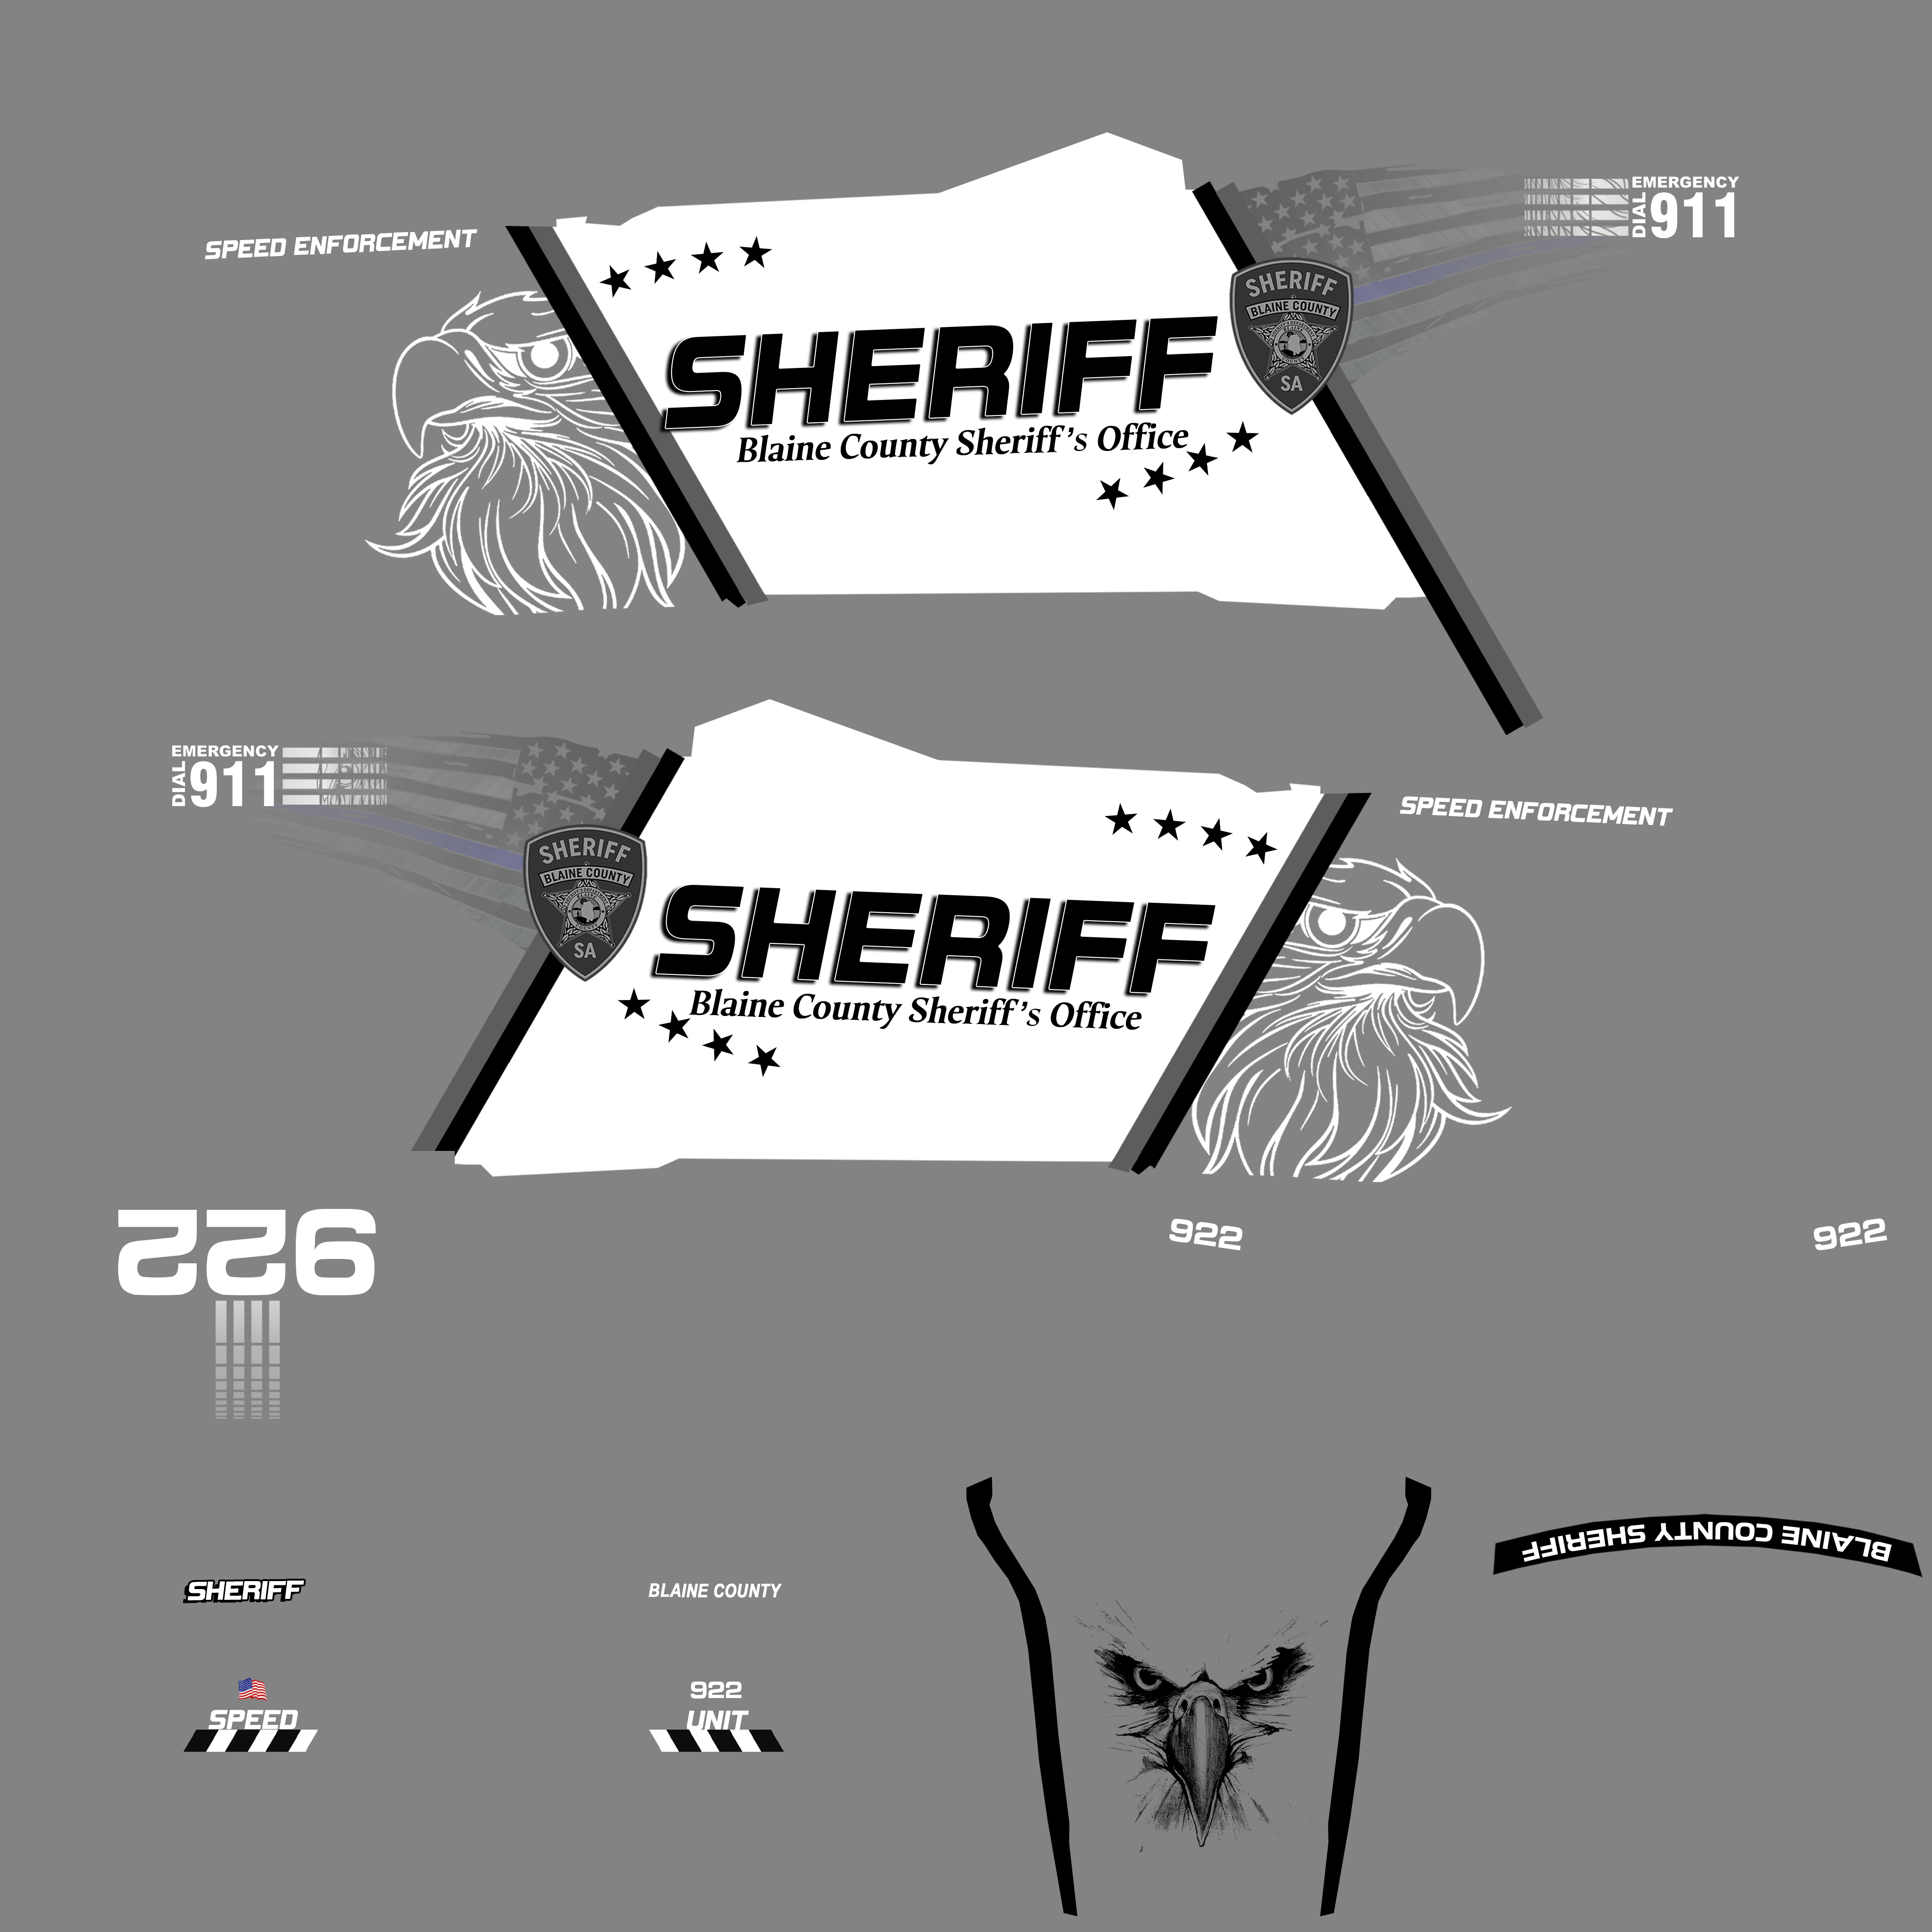 SPEED ENFORCEMENT
EMERGENCY
DIAL
911
SHERIFF
BLAINE COUNTY
SA
SHERIFF
Blaine County Sheriff's Office
EMERGENCY
DIAL
911
SPEED ENFORCEMENT
SHERIFF
BLAINE COUNTY
SA
SHERIFF
Blaine County Sheriff's Office
922
922
922
BLAINE COUNTY SHERIFF
SHERIFF
BLAINE COUNTY
SPEED
922
UNIT